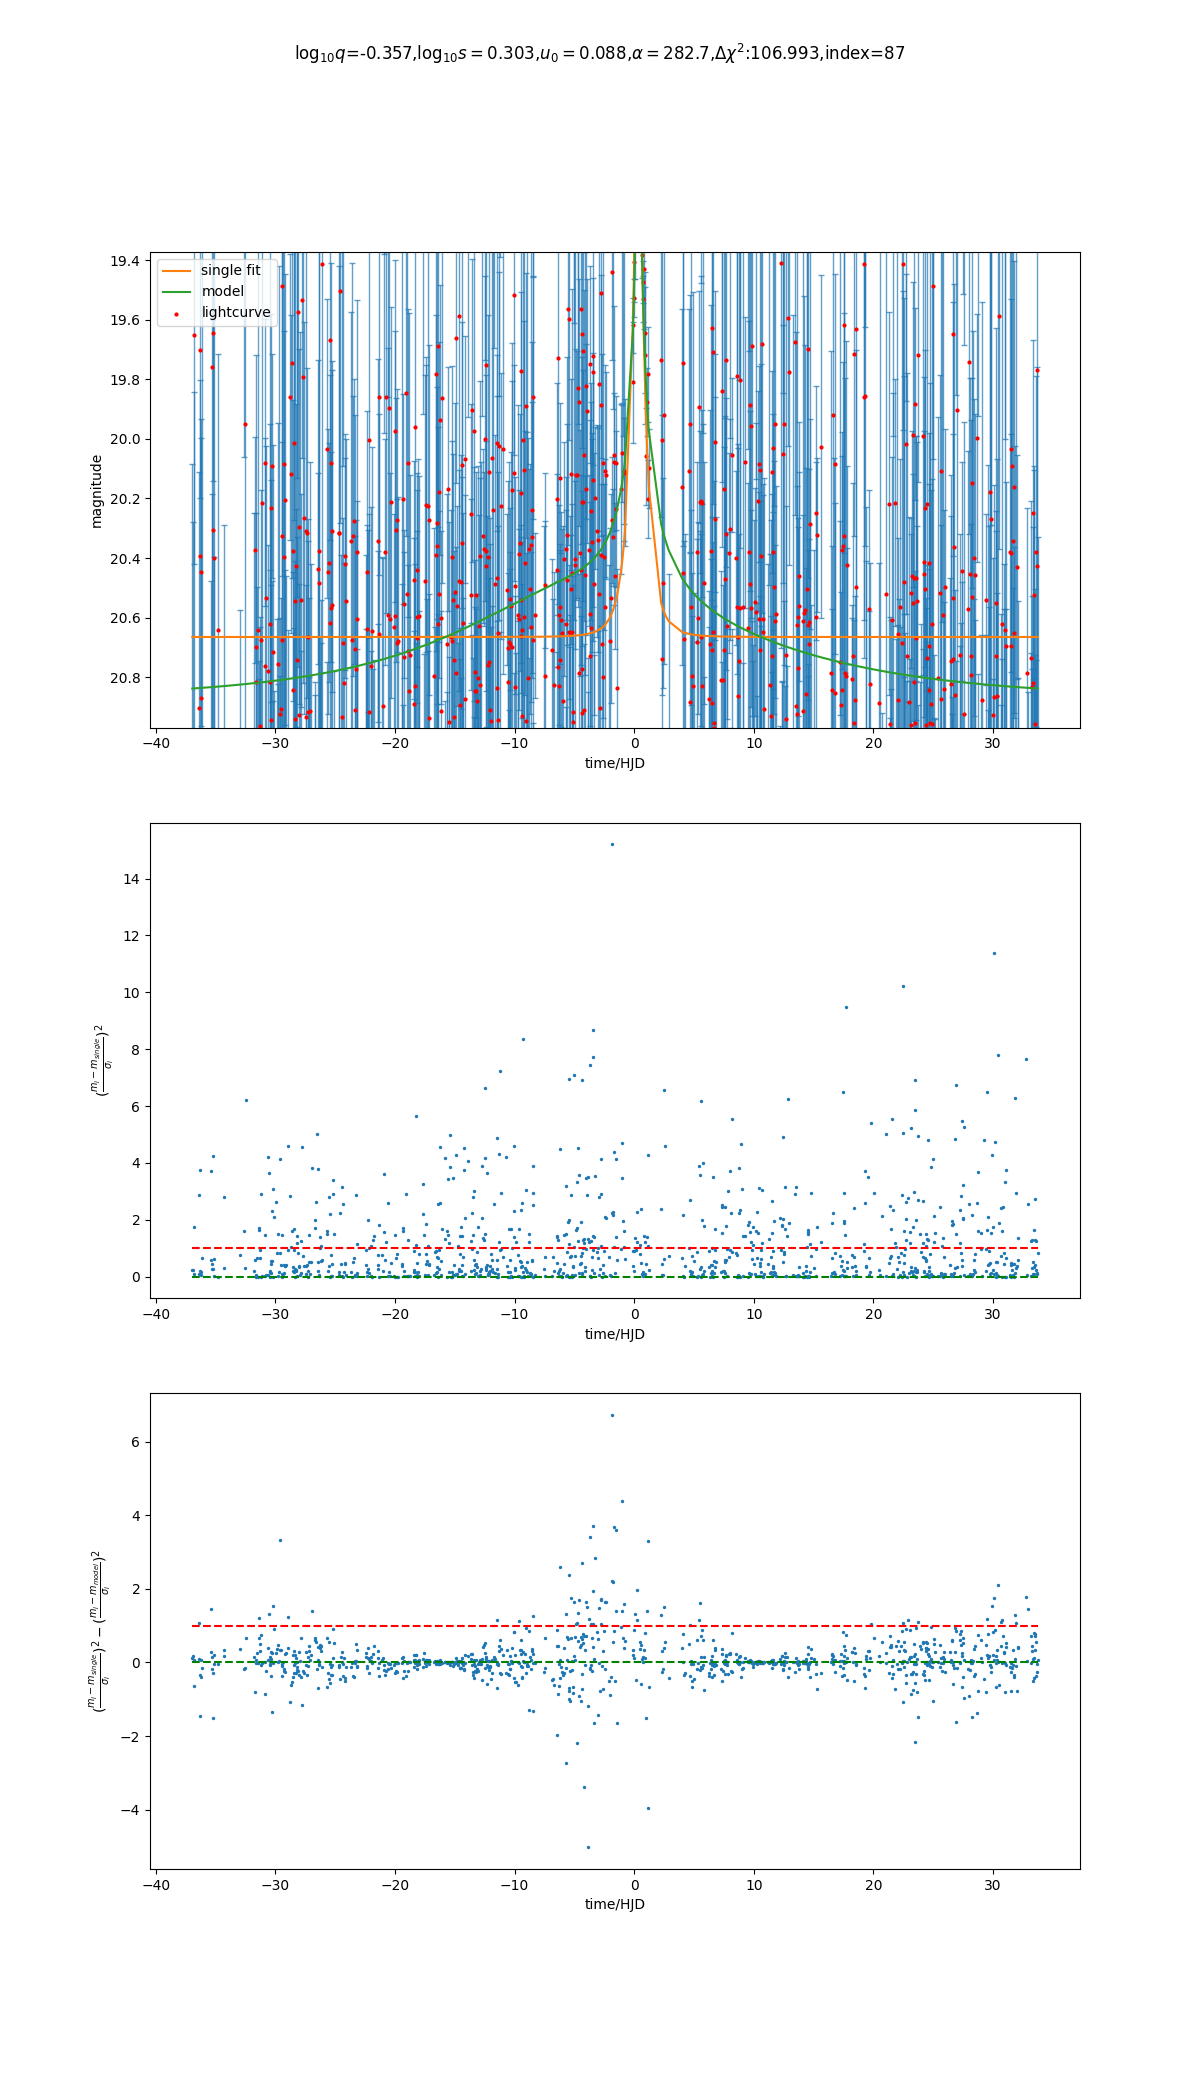 log₁₀q=-0.357,log₁₀s = 0.303,u₀ = 0.088,α = 282.7,Δχ²:106.993,index=87
single fit
model
lightcurve
19.4
19.6
19.8
20.0
20.2
20.4
20.6
20.8
magnitude
−40 −30 −20 −10 0 10 20 30
time/HJD
14
12
10
8
6
4
2
0
(mᵢ − m_single / σᵢ)²
−40 −30 −20 −10 0 10 20 30
time/HJD
6
4
2
0
−2
−4
(mᵢ − m_single / σᵢ)² − (mᵢ − m_model / σᵢ)²
−40 −30 −20 −10 0 10 20 30
time/HJD